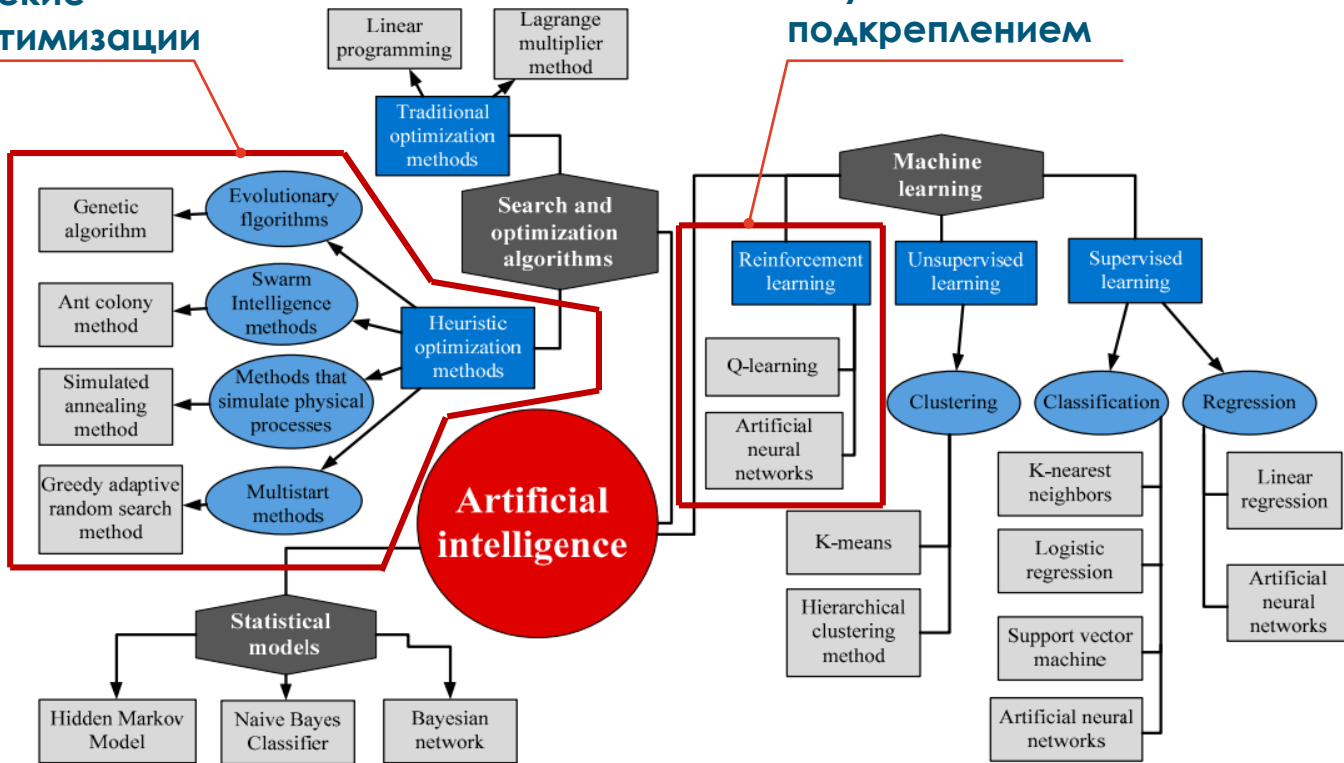 тимизации
подкреплением
Linear
programming
Lagrange
multiplier
method
Traditional
optimization
methods
Machine
learning
Evolutionary
flgorithms
Genetic
algorithm
Search and
optimization
algorithms
Reinforcement
learning
Unsupervised
learning
Supervised
learning
Swarm
Intelligence
methods
Ant colony
method
Heuristic
optimization
methods
Q-learning
Methods that
simulate physical
processes
Simulated
annealing
method
Clustering
Classification
Regression
Artificial
neural
networks
Greedy adaptive
random search
method
Multistart
methods
K-nearest
neighbors
Linear
regression
Artificial
intelligence
K-means
Logistic
regression
Hierarchical
clustering
method
Artificial
neural
networks
Statistical
models
Support vector
machine
Hidden Markov
Model
Naive Bayes
Classifier
Bayesian
network
Artificial neural
networks